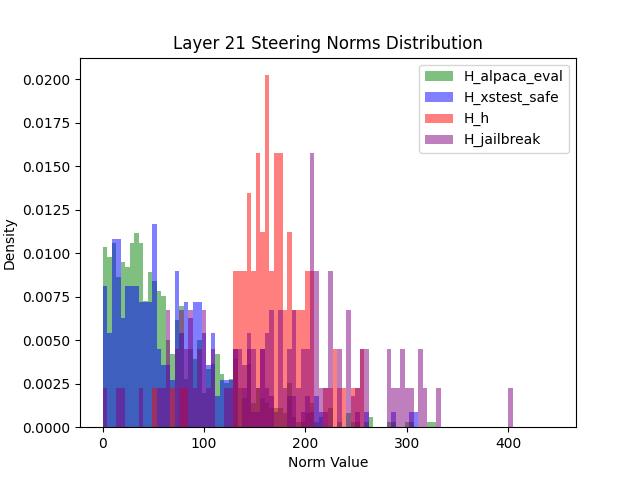 Layer 21 Steering Norms Distribution
Density
0.0200
0.0175
0.0150
0.0125
0.0100
0.0075
0.0050
0.0025
0.0000
H_alpaca_eval
H_xstest_safe
H_h
H_jailbreak
0 100 200 300 400
Norm Value